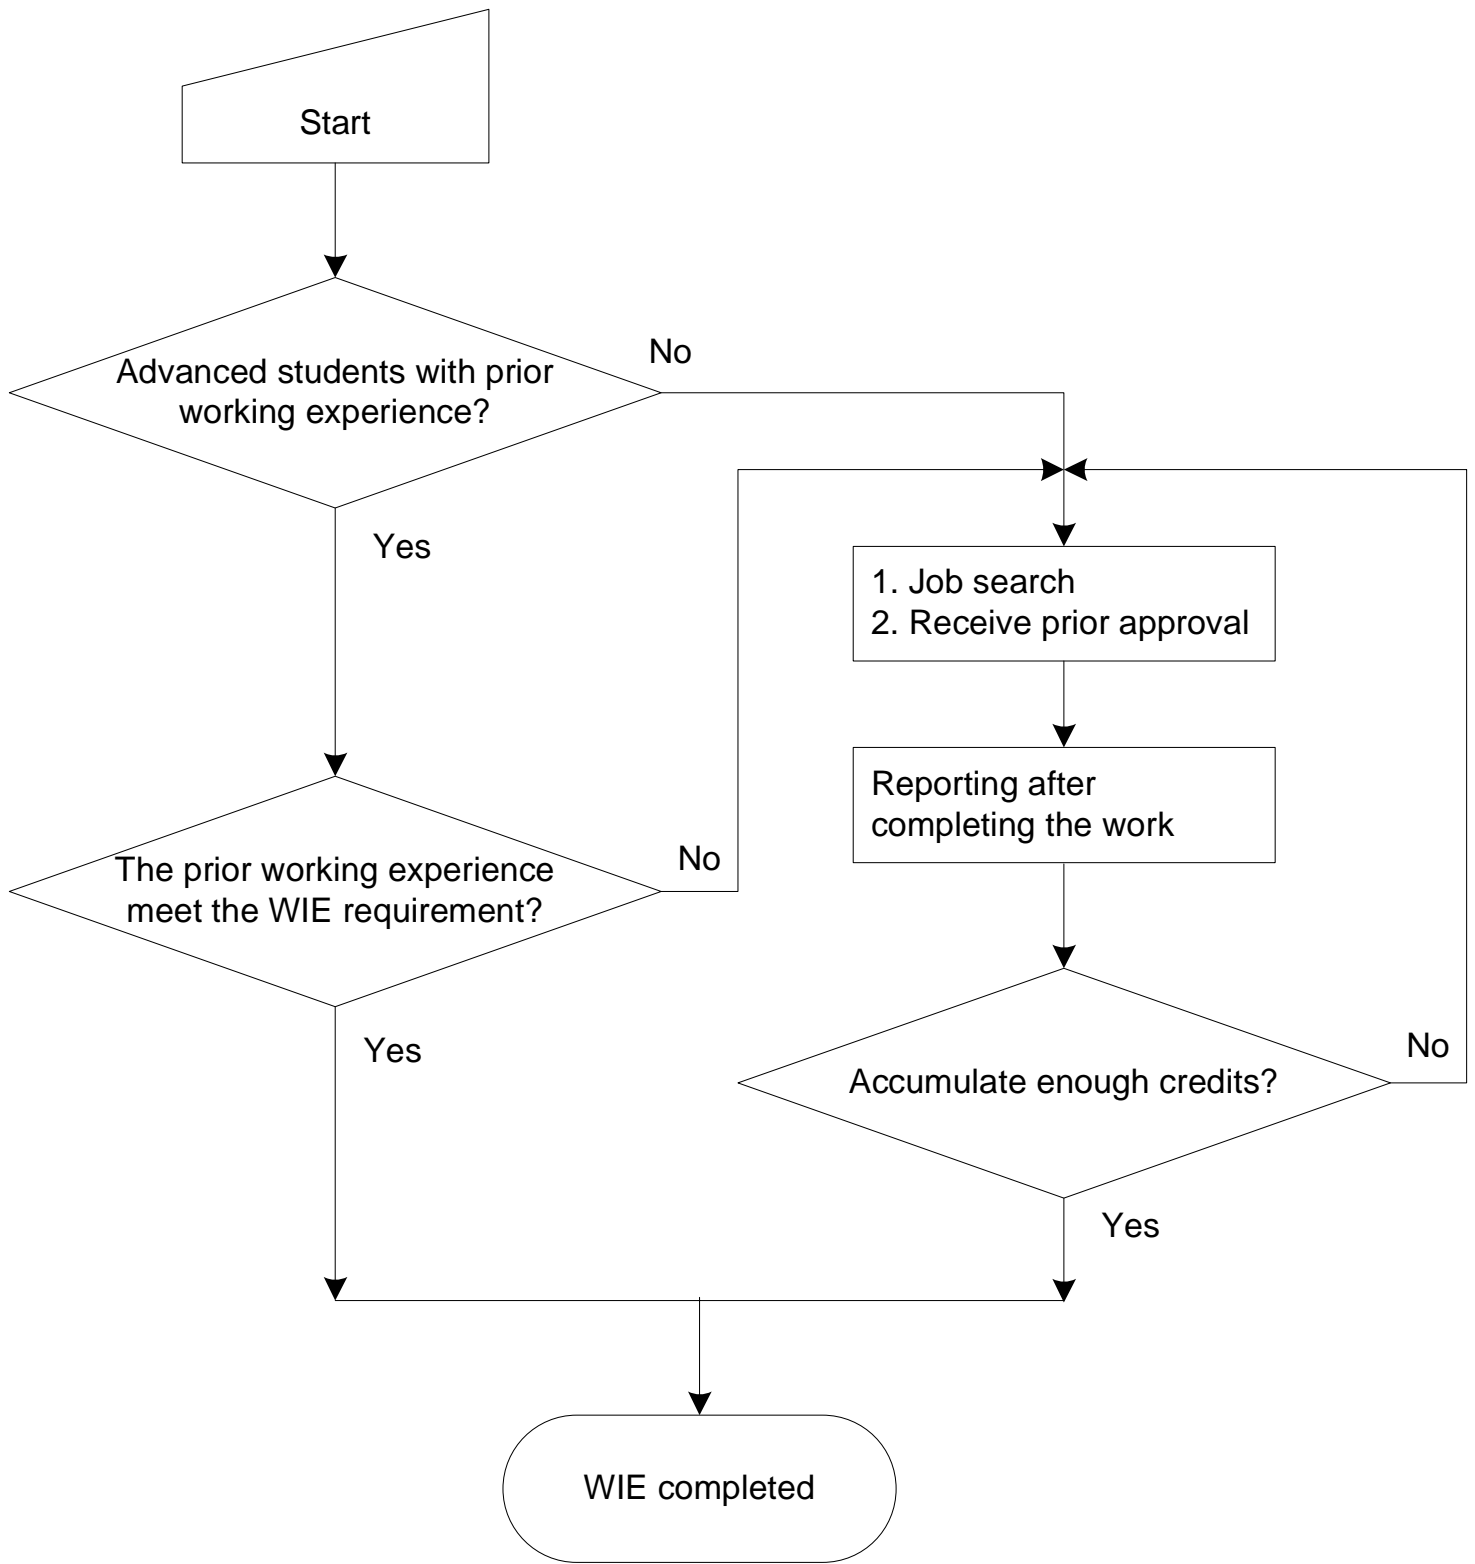 Start
Advanced students with prior
working experience?
No
Yes
1. Job search
2. Receive prior approval
Reporting after
completing the work
The prior working experience
meet the WIE requirement?
No
Yes
Accumulate enough credits?
No
Yes
WIE completed